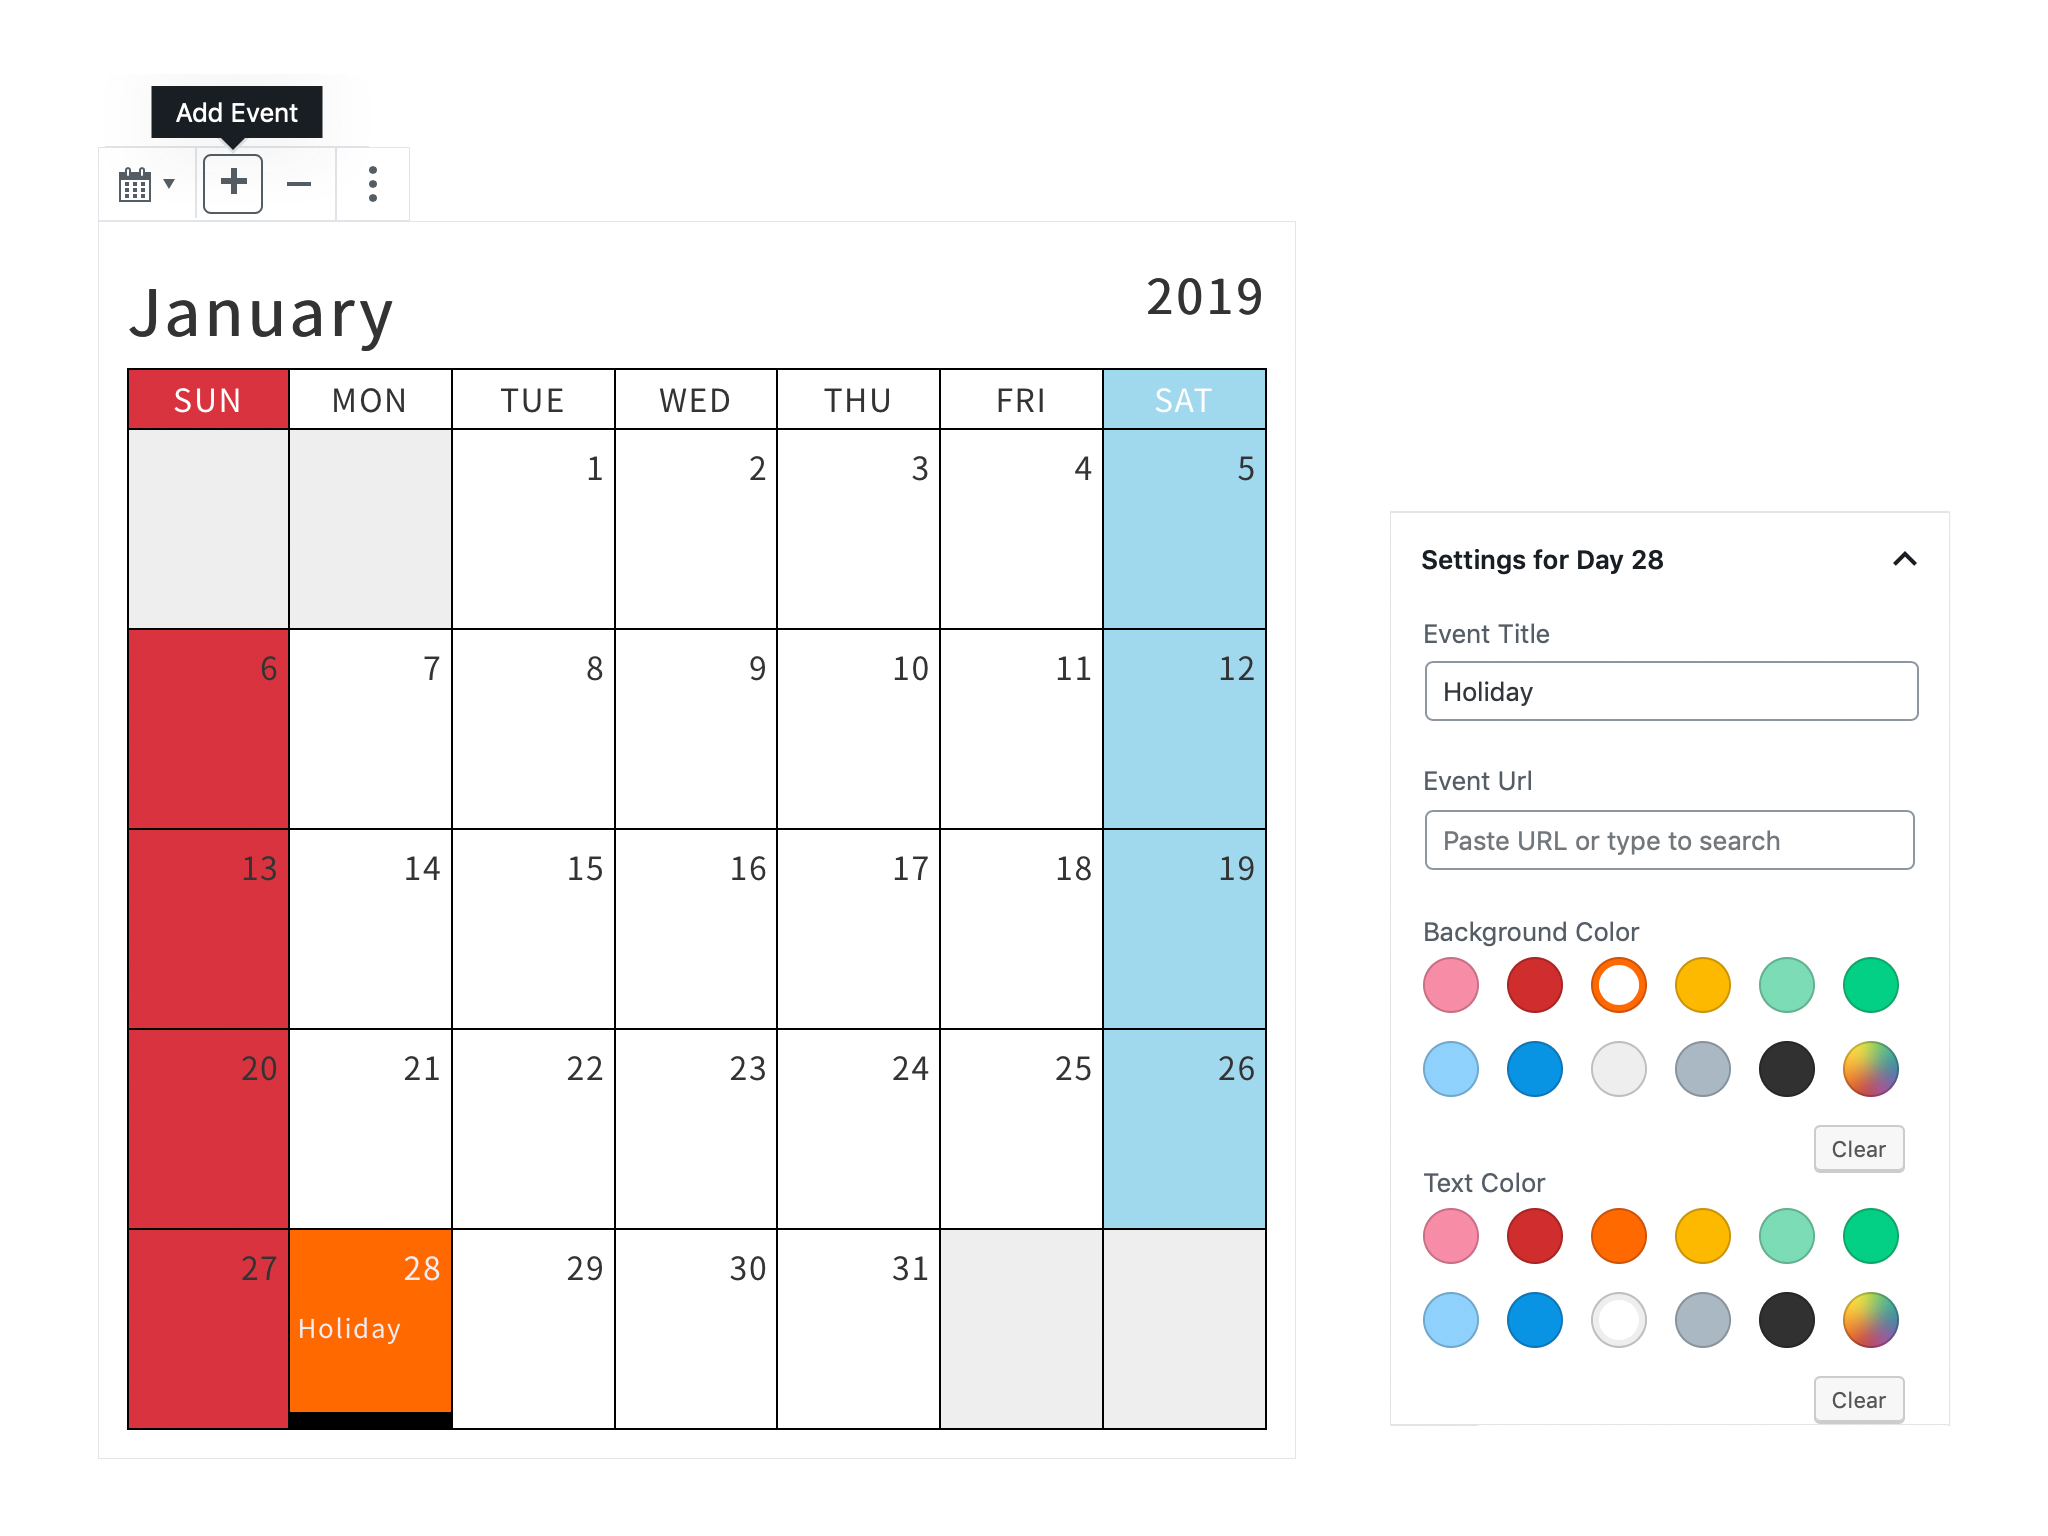 Add Event
January 2019
SUN MON TUE WED THU FRI SAT
1 2 3 4 5
6 7 8 9 10 11 12
13 14 15 16 17 18 19
20 21 22 23 24 25 26
27 28 29 30 31
Holiday
Settings for Day 28
Event Title
Holiday
Event Url
Paste URL or type to search
Background Color
Clear
Text Color
Clear